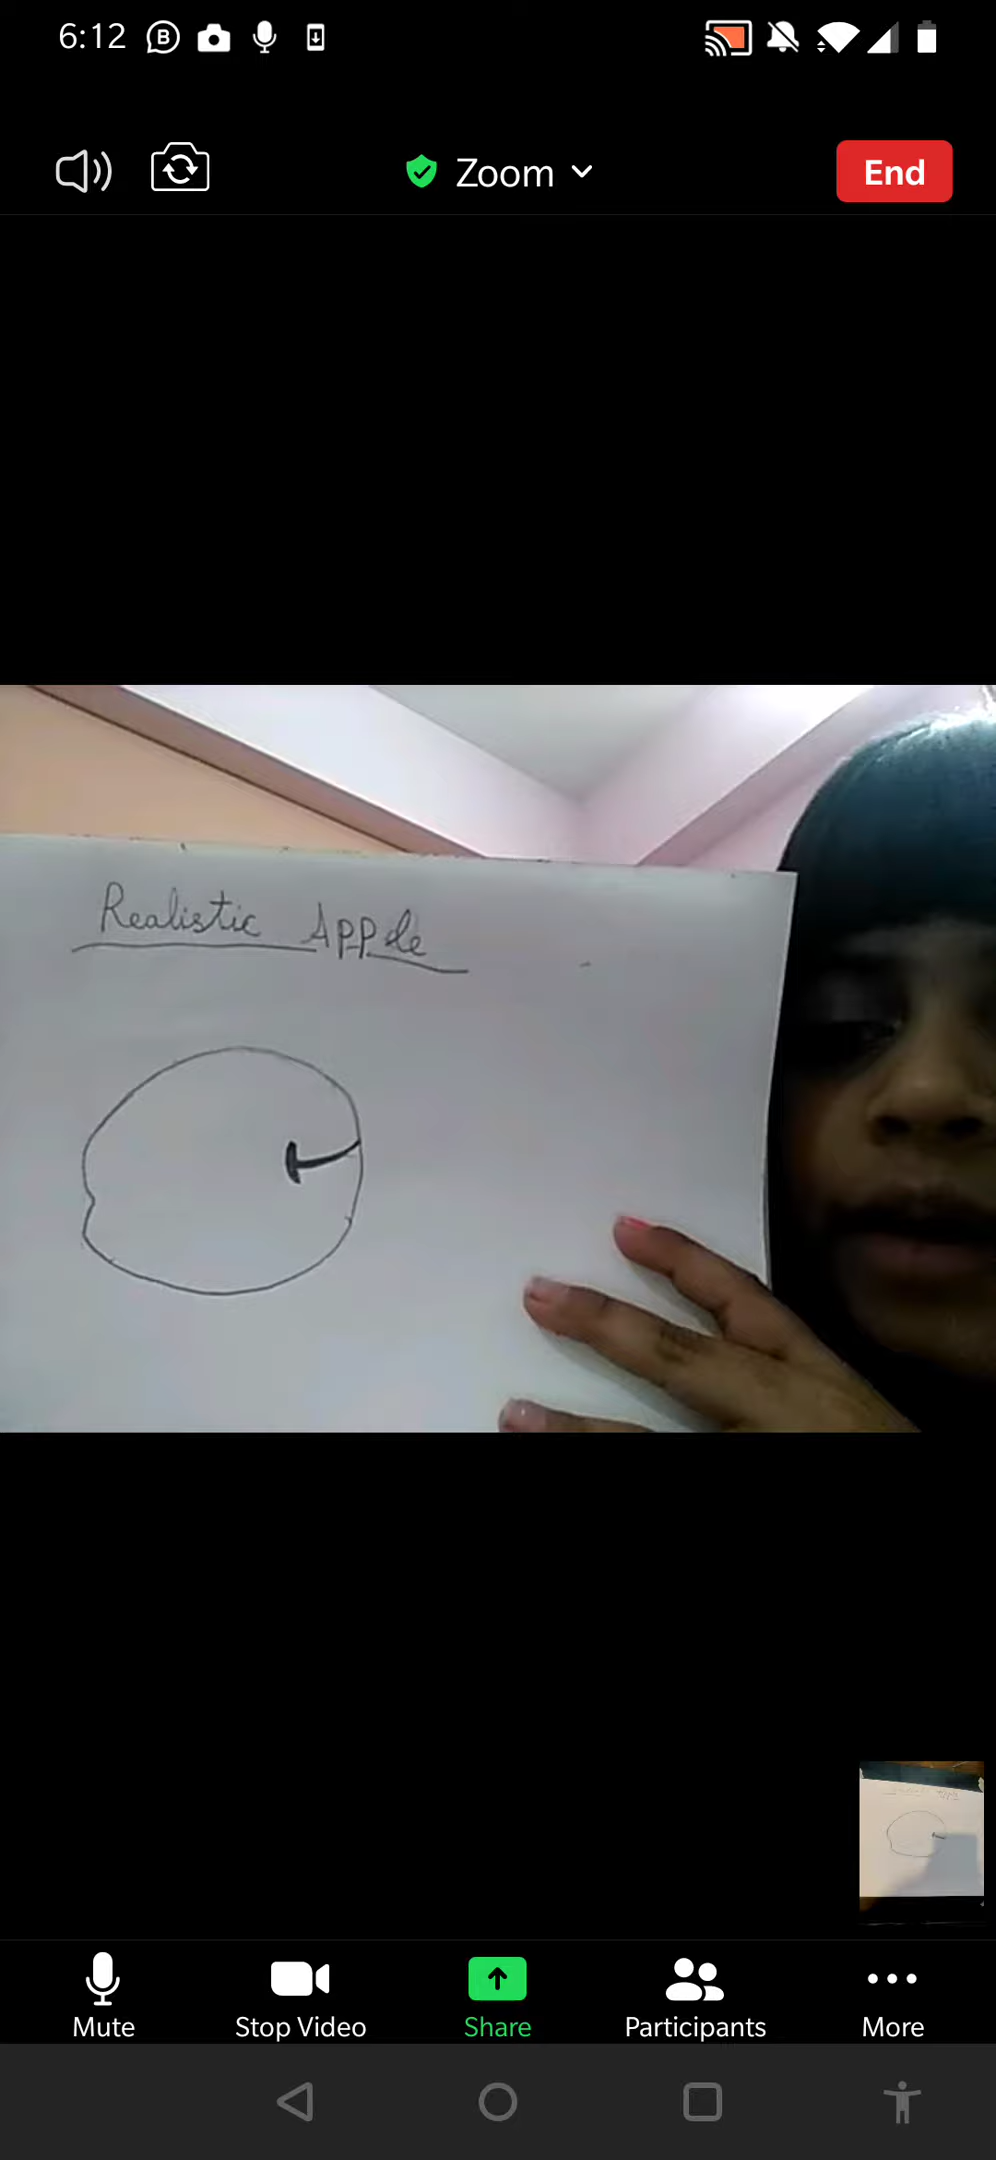 6:12
Zoom
End
Realistic Apple
Mute
Stop Video
Share
Participants
More